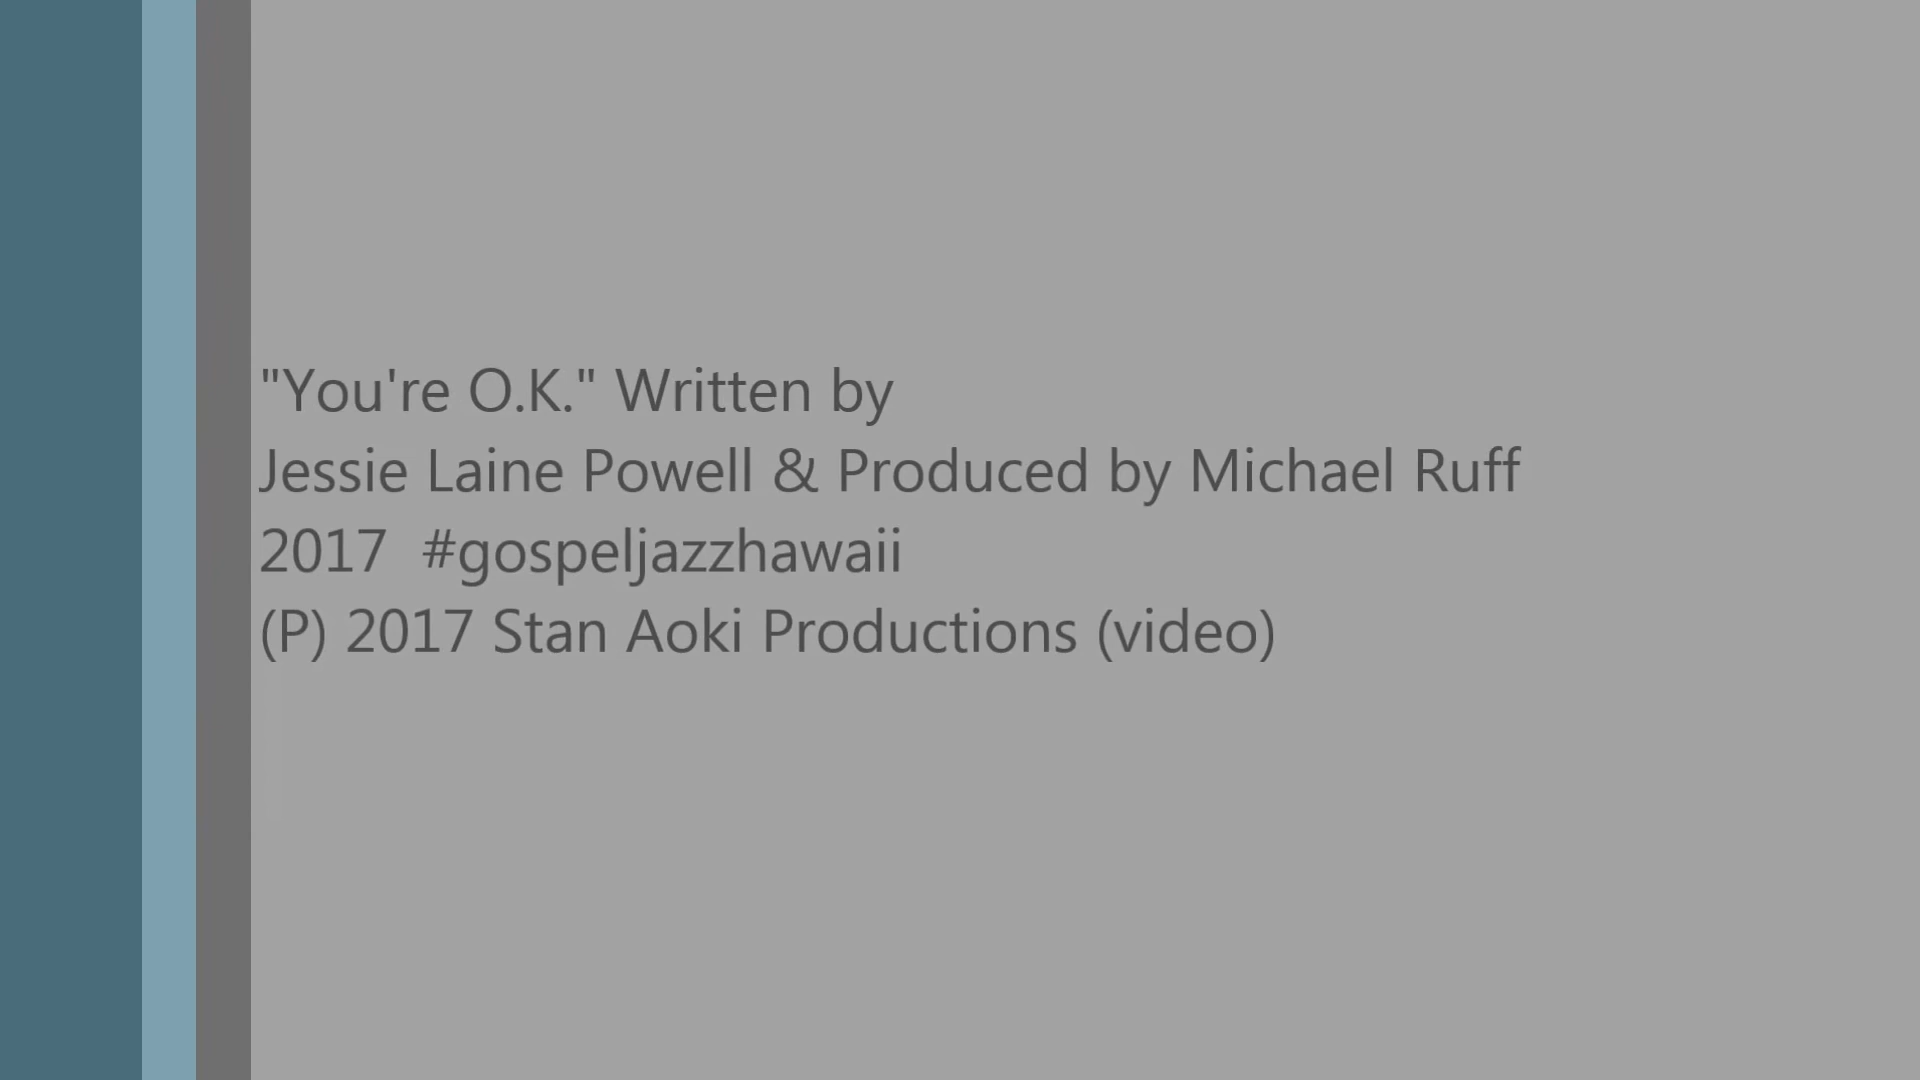 "You're O.K." Written by
Jessie Laine Powell & Produced by Michael Ruff
2017  #gospeljazzhawaii
(P) 2017 Stan Aoki Productions (video)